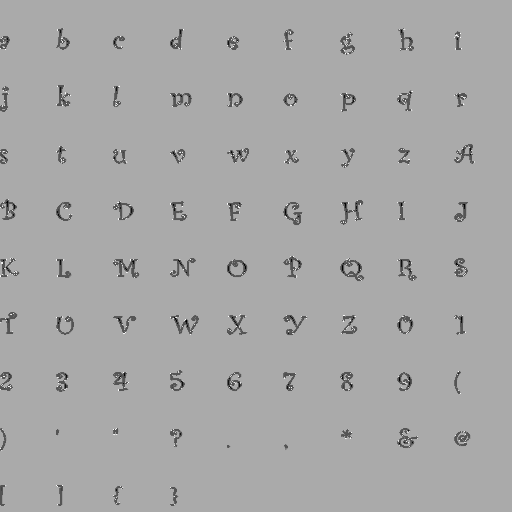 a b c d e f g h i
j k l m n o p q r
s t u v w x y z A
B C D E F G H I J
K L M N O P Q R S
T U V W X Y Z 0 1
2 3 4 5 6 7 8 9 (
) ' " ? . , * & @
[ ] { }